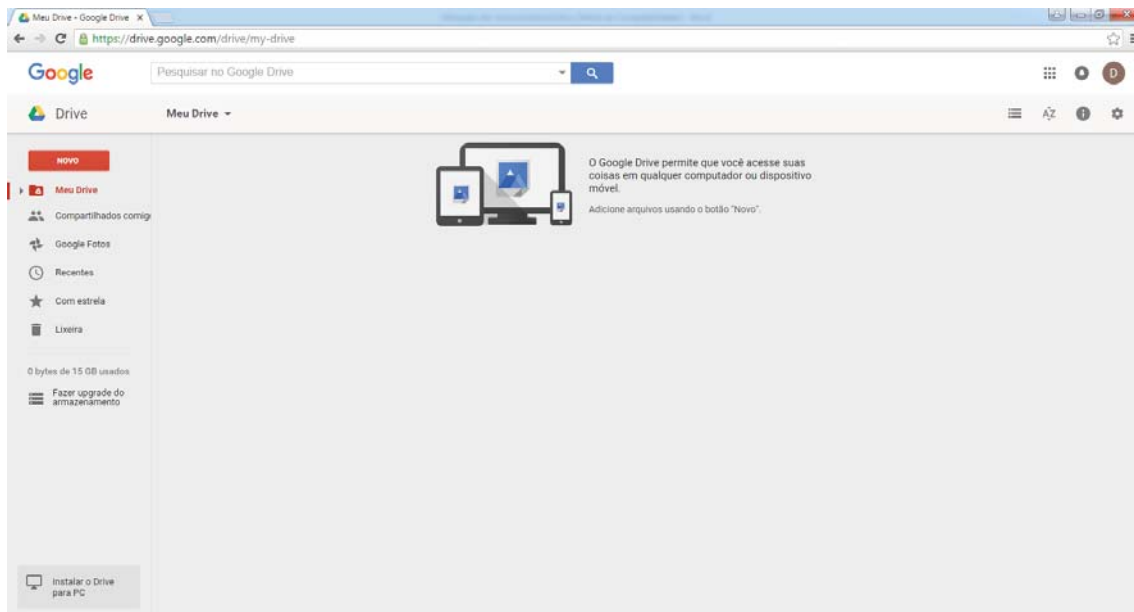 Meu Drive - Google Drive
https://drive.google.com/drive/my-drive
Google
Pesquisar no Google Drive
D
Drive
Meu Drive
AZ
NOVO
Meu Drive
Compartilhados comig
Google Fotos
Recentes
Com estrela
Lixeira
0 bytes de 15 GB usados
Fazer upgrade do
armazenamento
Instalar o Drive
para PC
O Google Drive permite que você acesse suas
coisas em qualquer computador ou dispositivo
móvel.
Adicione arquivos usando o botão "Novo".